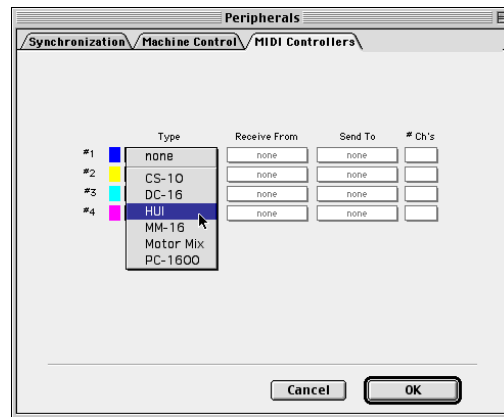 Peripherals
Synchronization Machine Control MIDI Controllers
Type Receive From Send To # Ch's
#1 none none none
#2 CS-10 none none
#3 DC-16 none none
#4 HUI none none
MM-16
Motor Mix
PC-1600
Cancel OK